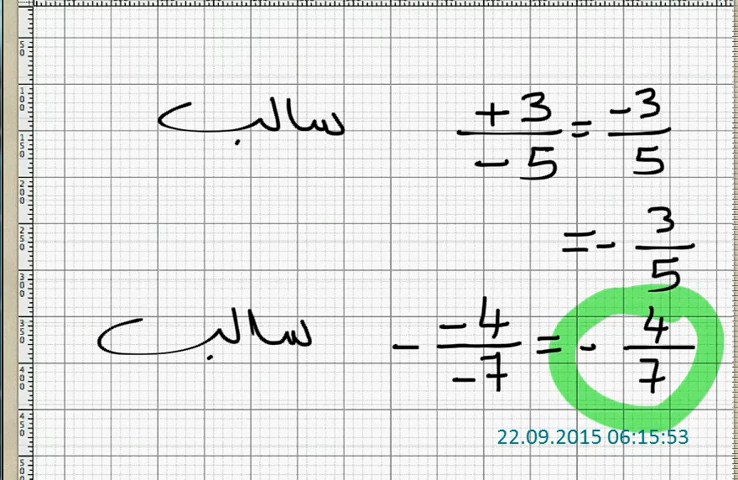 سالب +3/-5 = -3/5
= - 3/5
سالب - -4/-7 = - 4/7
22.09.2015 06:15:53